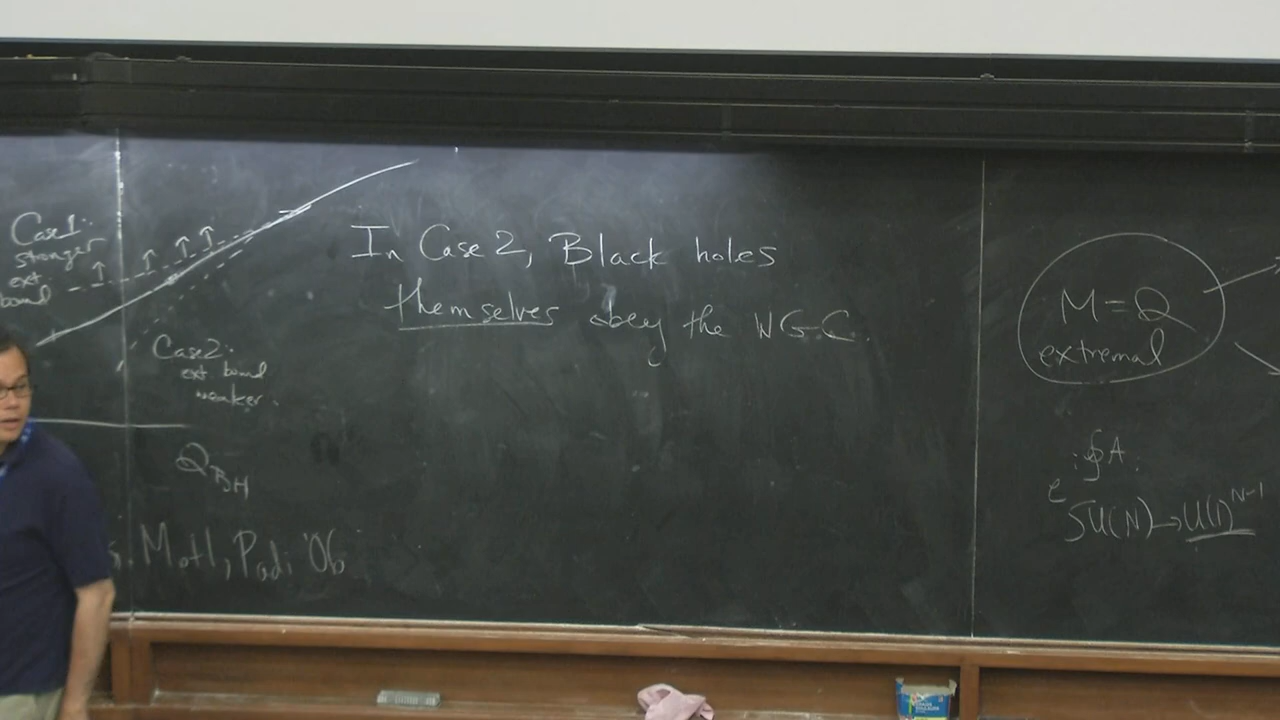 Case1:
stronger
ext
bound
In Case 2, Black holes
themselves obey the WGC.
Case2:
ext bound
weaker.
Q_BH
s. Motl, Padi '06
M=Q
extremal
e^{i∮A}
SU(N)→U(1)^{N-1}